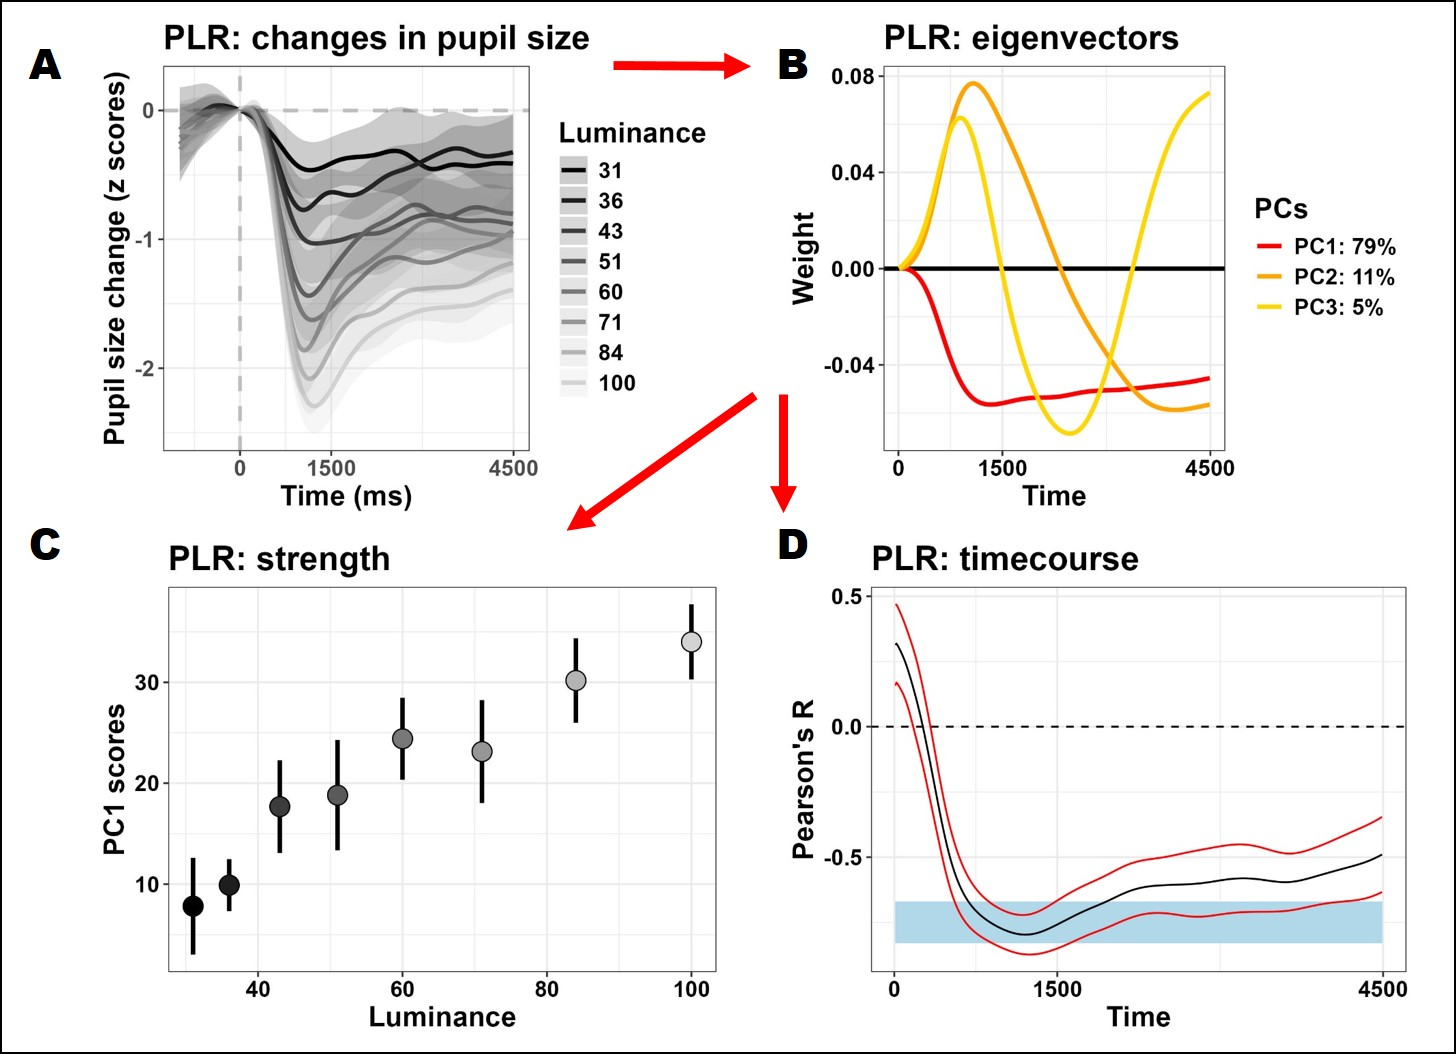 A
PLR: changes in pupil size
Pupil size change (z scores)
0
-1
-2
0
1500
4500
Time (ms)
Luminance
31
36
43
51
60
71
84
100
B
PLR: eigenvectors
Weight
0.08
0.04
0.00
-0.04
0
1500
4500
Time
PCs
PC1: 79%
PC2: 11%
PC3: 5%
C
PLR: strength
PC1 scores
30
20
10
40
60
80
100
Luminance
D
PLR: timecourse
Pearson's R
0.5
0.0
-0.5
0
1500
4500
Time